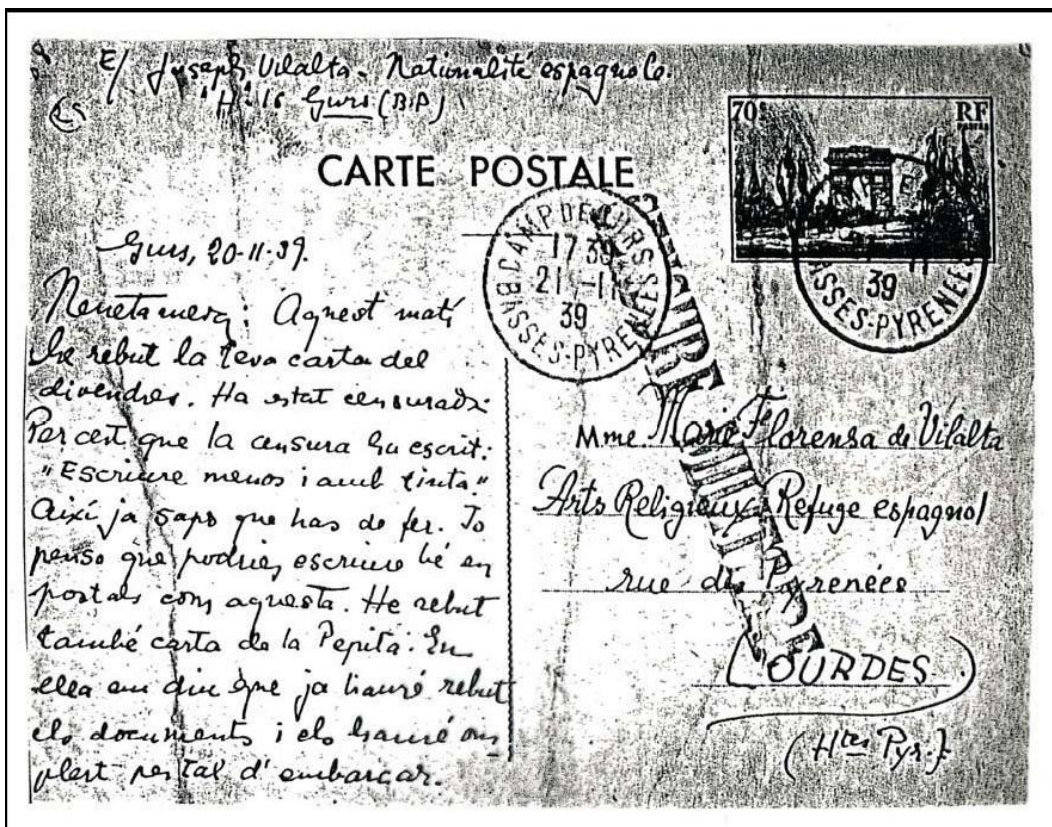 E/ Joseph Vilalta. Nationalité espagnole.
"H" 16 Gurs (B.P)
70c RF
CARTE POSTALE
CAMP DE GURS
17 39
21 -11
39
BASSES-PYRENEES
39
BASSES-PYRENEES
Gurs, 20-11-39.
Aquest matí
he rebut la teva carta del
divendres. Ha estat censurada.
Per cert que la censura ha escrit:
"Escriure menos i amb tinta."
Així ja saps que has de fer. Jo
penso que podries escriure bé en
postals com aquesta. He rebut
també carta de la Pepita. En
ella em diu que ja hauré rebut
els documents i els hauré om
plert per tal d'embarcar.
Mme. Maria Florensa de Vilalta
Arts Religieux. Refuge espagnol
rue des Pyrenées
LOURDES
(Htes Pyr.)